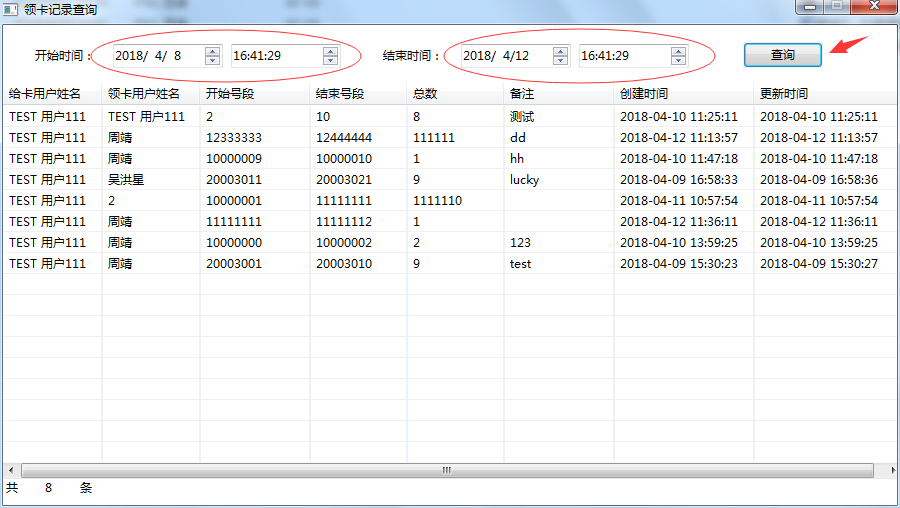 领卡记录查询
开始时间： 2018/ 4/ 8 16:41:29 结束时间： 2018/ 4/12 16:41:29 查询
给卡用户姓名 领卡用户姓名 开始号段 结束号段 总数 备注 创建时间 更新时间
TEST 用户111 TEST 用户111 2 10 8 测试 2018-04-10 11:25:11 2018-04-10 11:25:11
TEST 用户111 周靖 12333333 12444444 111111 dd 2018-04-12 11:13:57 2018-04-12 11:13:57
TEST 用户111 周靖 10000009 10000010 1 hh 2018-04-10 11:47:18 2018-04-10 11:47:18
TEST 用户111 吴洪星 20003011 20003021 9 lucky 2018-04-09 16:58:33 2018-04-09 16:58:36
TEST 用户111 2 10000001 11111111 1111110 2018-04-11 10:57:54 2018-04-11 10:57:54
TEST 用户111 周靖 11111111 11111112 1 2018-04-12 11:36:11 2018-04-12 11:36:11
TEST 用户111 周靖 10000000 10000002 2 123 2018-04-10 13:59:25 2018-04-10 13:59:25
TEST 用户111 周靖 20003001 20003010 9 test 2018-04-09 15:30:23 2018-04-09 15:30:27
共 8 条